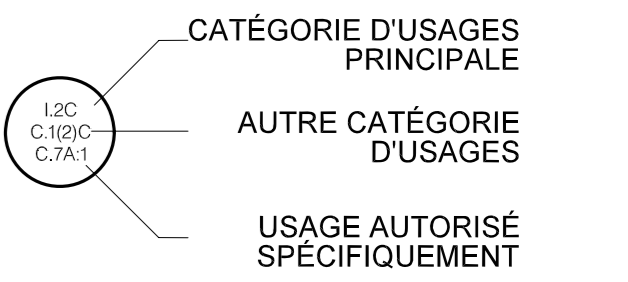 CATÉGORIE D'USAGES
PRINCIPALE
I.2C
C.1(2)C
C.7A:1
AUTRE CATÉGORIE
D'USAGES
USAGE AUTORISÉ
SPÉCIFIQUEMENT